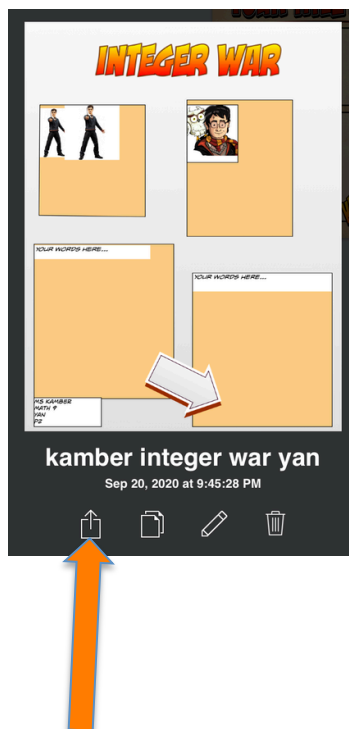 INTEGER WAR
YOUR WORDS HERE...
YOUR WORDS HERE...
MS KAMBER
MATH 9
YAN
P2
kamber integer war yan
Sep 20, 2020 at 9:45:28 PM